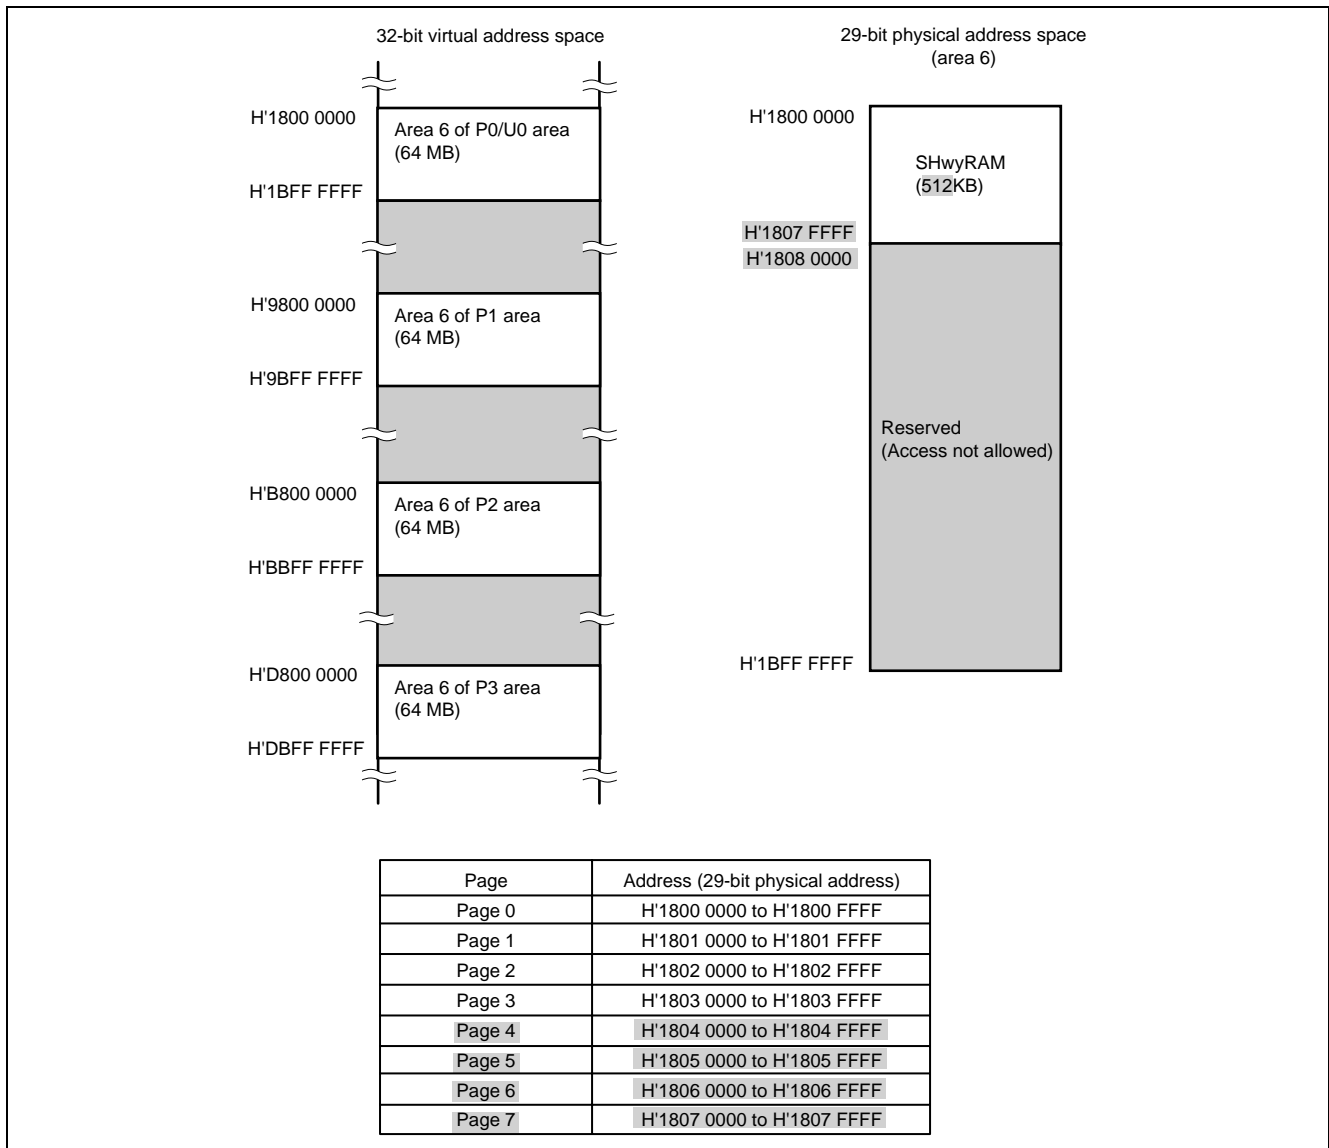 32-bit virtual address space
H'1800 0000
Area 6 of P0/U0 area
(64 MB)
H'1BFF FFFF
H'9800 0000
Area 6 of P1 area
(64 MB)
H'9BFF FFFF
H'B800 0000
Area 6 of P2 area
(64 MB)
H'BBFF FFFF
H'D800 0000
Area 6 of P3 area
(64 MB)
H'DBFF FFFF
29-bit physical address space
(area 6)
H'1800 0000
SHwyRAM
(512KB)
H'1807 FFFF
H'1808 0000
Reserved
(Access not allowed)
H'1BFF FFFF
Page Address (29-bit physical address)
Page 0 H'1800 0000 to H'1800 FFFF
Page 1 H'1801 0000 to H'1801 FFFF
Page 2 H'1802 0000 to H'1802 FFFF
Page 3 H'1803 0000 to H'1803 FFFF
Page 4 H'1804 0000 to H'1804 FFFF
Page 5 H'1805 0000 to H'1805 FFFF
Page 6 H'1806 0000 to H'1806 FFFF
Page 7 H'1807 0000 to H'1807 FFFF